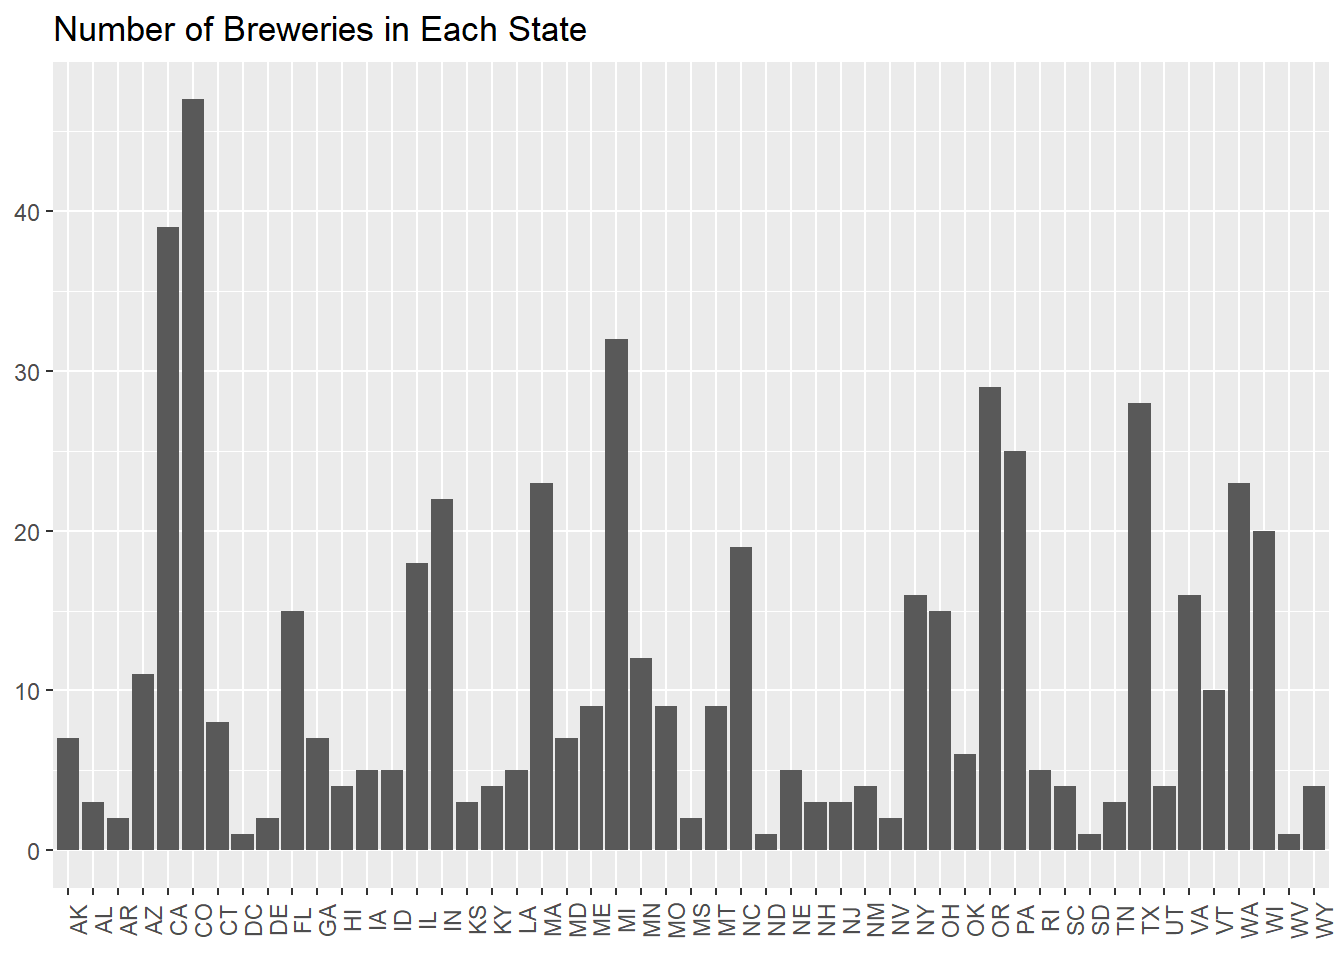 Number of Breweries in Each State
40
30
20
10
0
AK AL AR AZ CA CO CT DC DE FL GA HI IA ID IL IN KS KY LA MA MD ME MI MN MO MS MT NC ND NE NH NJ NM NV NY OH OK OR PA RI SC SD TN TX UT VA VT WA WI WV WY